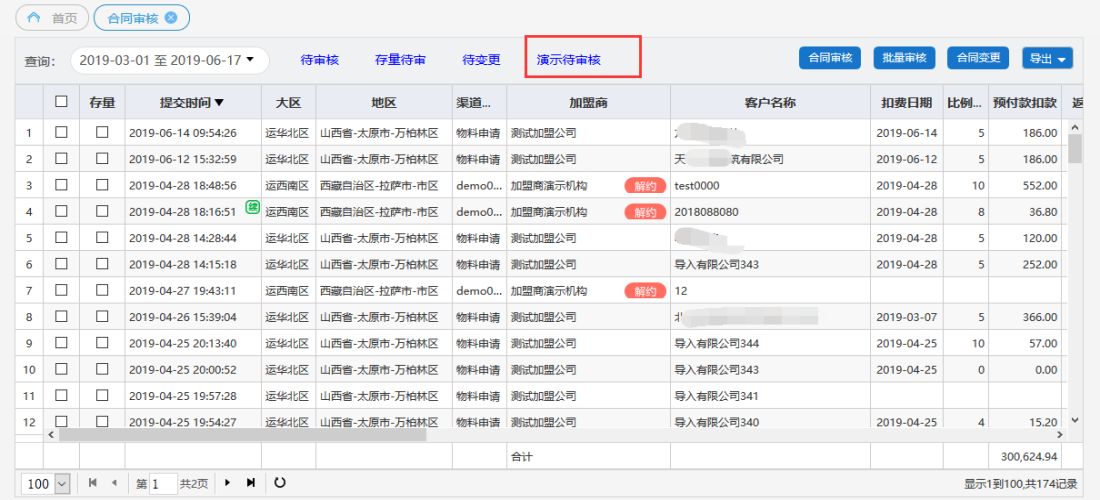 首页 合同审核
查询: 2019-03-01 至 2019-06-17 待审核 存量待审 待变更 演示待审核 合同审核 批量审核 合同变更 导出
存量 提交时间 大区 地区 渠道... 加盟商 客户名称 扣费日期 比例... 预付款扣款 返
1 2019-06-14 09:54:26 运华北区 山西省-太原市-万柏林区 物料申请 测试加盟公司 2019-06-14 5 186.00
2 2019-06-12 15:32:59 运华北区 山西省-太原市-万柏林区 物料申请 测试加盟公司 天 有限公司 2019-06-12 5 186.00
3 2019-04-28 18:48:56 运西南区 西藏自治区-拉萨市-市区 demo0... 加盟商演示机构 解约 test0000 2019-04-28 10 552.00
4 2019-04-28 18:16:51 续 运西南区 西藏自治区-拉萨市-市区 demo0... 加盟商演示机构 解约 2018088080 2019-04-28 8 36.80
5 2019-04-28 14:28:44 运华北区 山西省-太原市-万柏林区 物料申请 测试加盟公司 2019-04-28 5 120.00
6 2019-04-28 14:15:18 运华北区 山西省-太原市-万柏林区 物料申请 测试加盟公司 导入有限公司343 2019-04-28 5 252.00
7 2019-04-27 19:43:11 运西南区 西藏自治区-拉萨市-市区 demo0... 加盟商演示机构 解约 12
8 2019-04-26 15:39:04 运华北区 山西省-太原市-万柏林区 物料申请 测试加盟公司 2019-03-07 5 366.00
9 2019-04-25 20:13:40 运华北区 山西省-太原市-万柏林区 物料申请 测试加盟公司 导入有限公司344 2019-04-25 10 57.00
10 2019-04-25 20:00:52 运华北区 山西省-太原市-万柏林区 物料申请 测试加盟公司 导入有限公司343 2019-04-25 0 0.00
11 2019-04-25 19:57:28 运华北区 山西省-太原市-万柏林区 物料申请 测试加盟公司 导入有限公司341
12 2019-04-25 19:54:27 运华北区 山西省-太原市-万柏林区 物料申请 测试加盟公司 导入有限公司340 2019-04-25 4 15.20
合计 300,624.94
100 第 1 共2页 显示1到100,共174记录